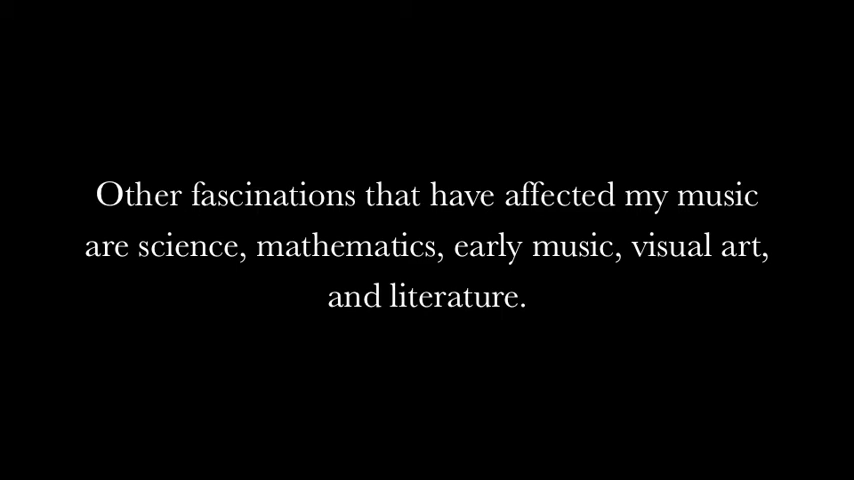 Other fascinations that have affected my music
are science, mathematics, early music, visual art,
and literature.